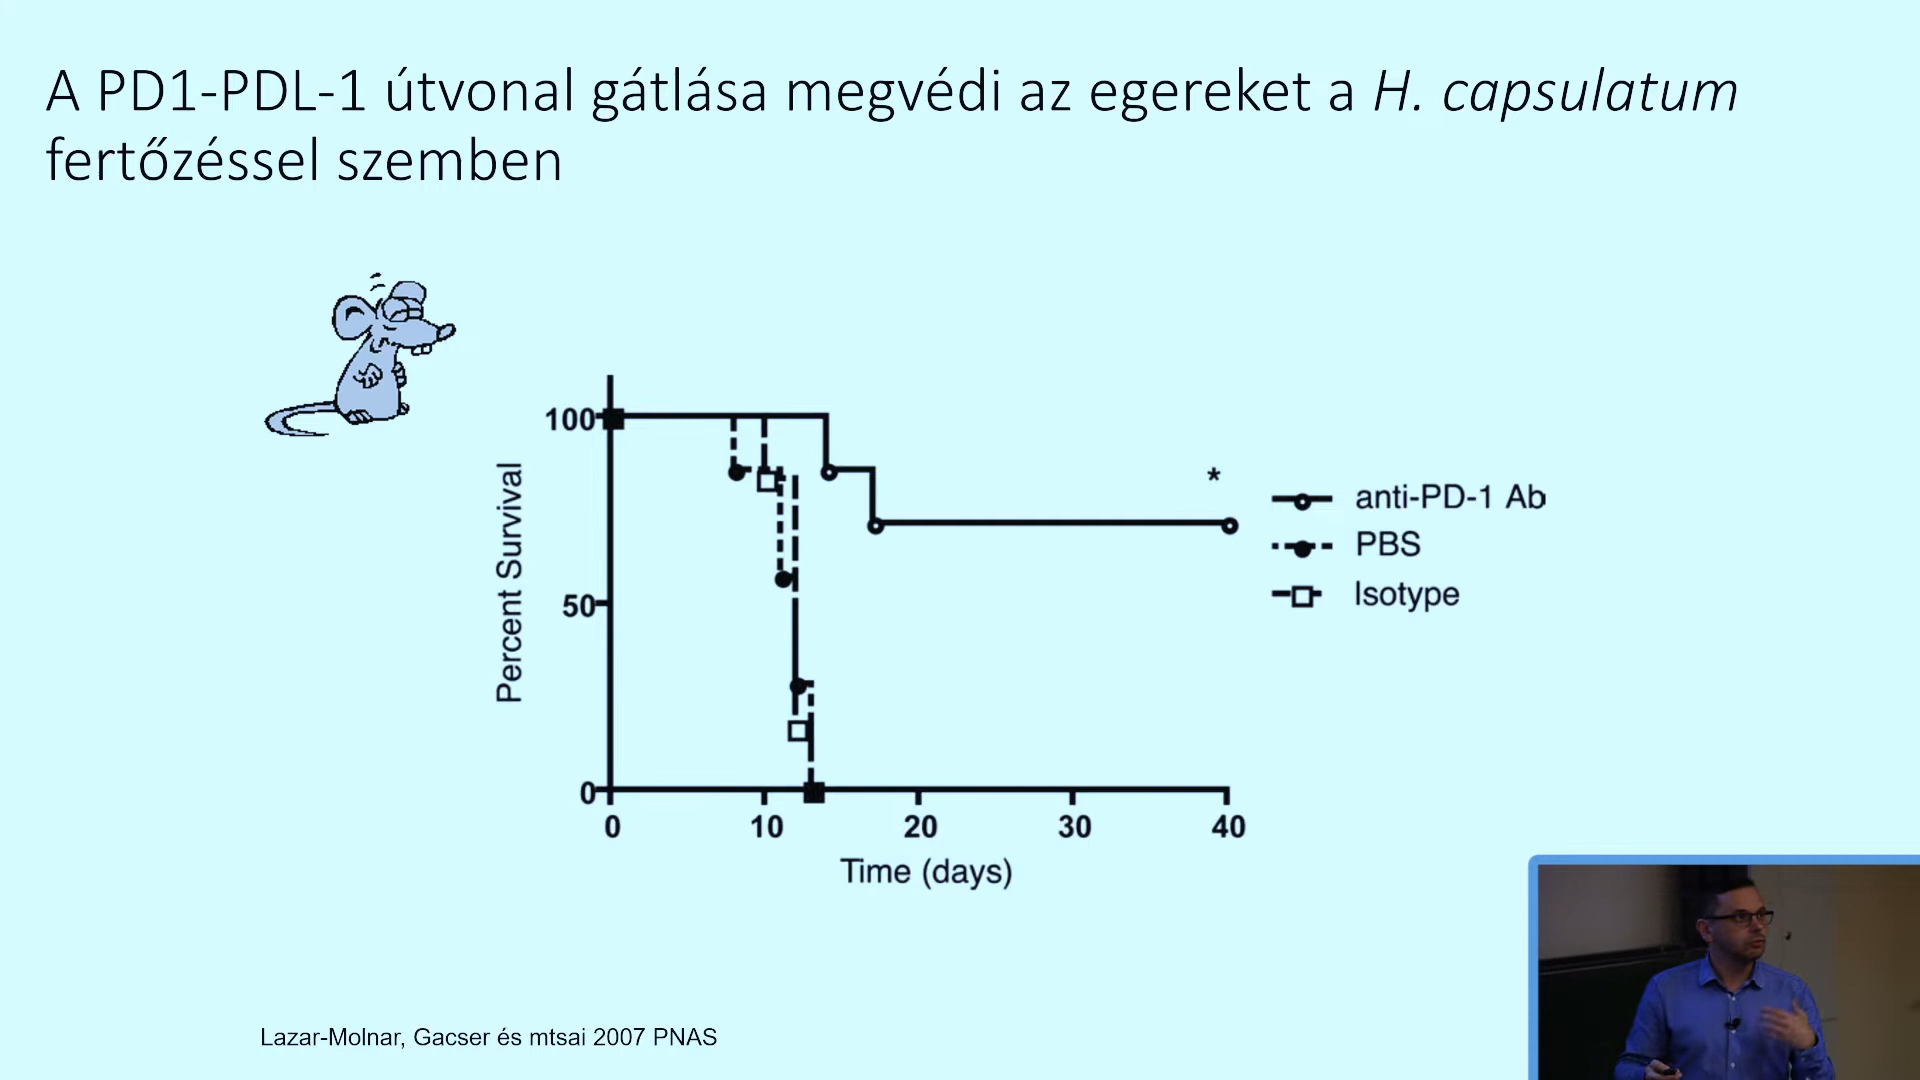 A PD1-PDL-1 útvonal gátlása megvédi az egereket a H. capsulatum
fertőzéssel szemben
100
50
0
Percent Survival
0 10 20 30 40
Time (days)
*
anti-PD-1 Ab
PBS
Isotype
Lazar-Molnar, Gacser és mtsai 2007 PNAS